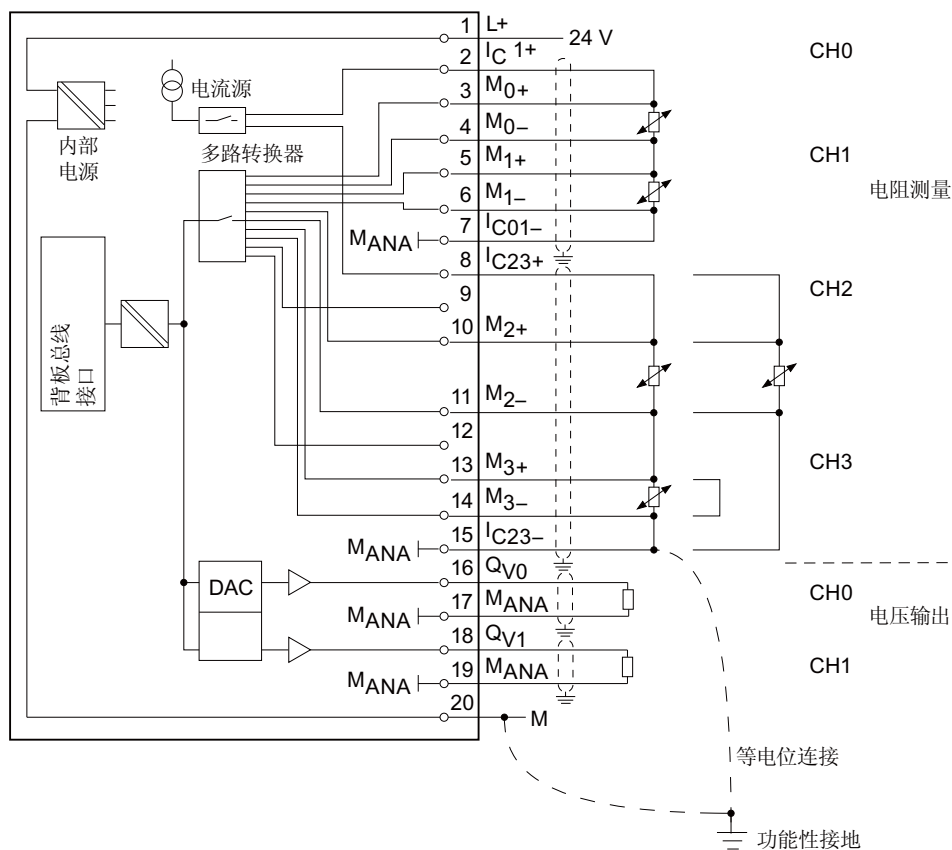 1 L+
24 V
2 IC 1+
CH0
3 M0+
电流源
4 M0–
内部
电源
多路转换器
5 M1+
CH1
6 M1–
电阻测量
7 IC01–
MANA
8 IC23+
9
CH2
10 M2+
背板总线
接口
11 M2–
12
13 M3+
CH3
14 M3–
15 IC23–
MANA
16 QV0
DAC
CH0
17 MANA
MANA
电压输出
18 QV1
19 MANA
MANA
CH1
20
M
等电位连接
功能性接地